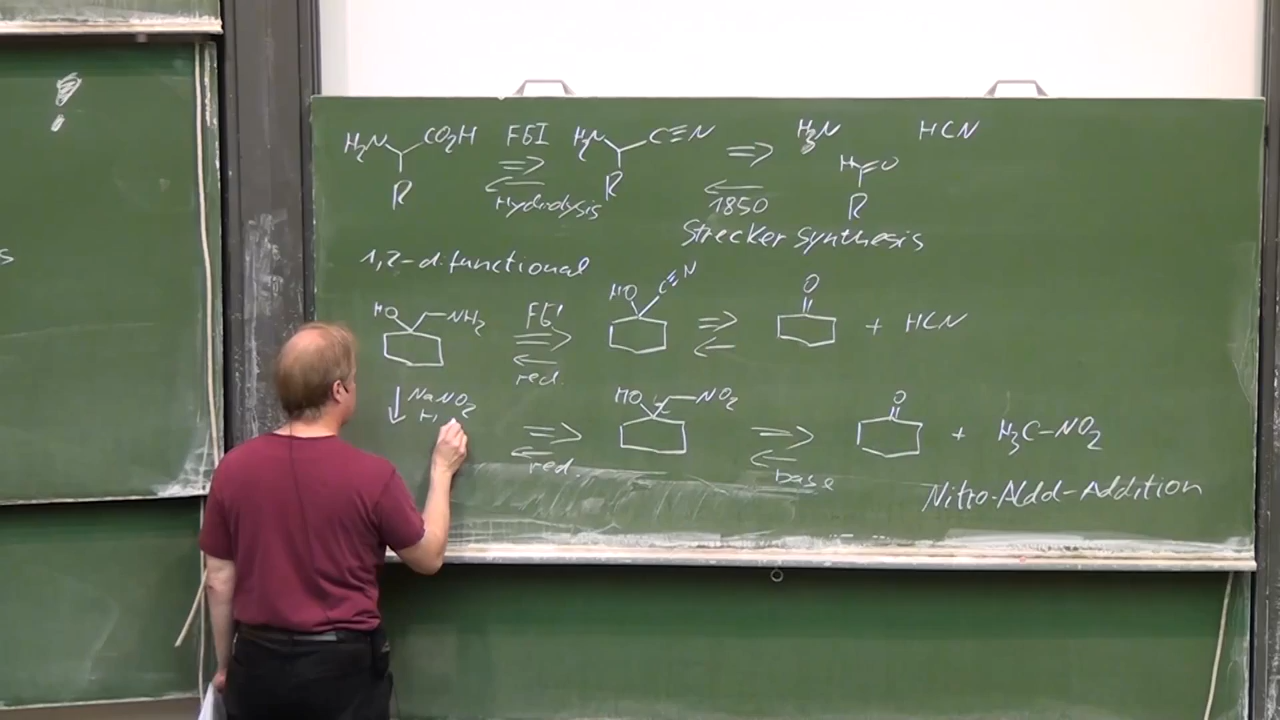 !
s
H₂N CO₂H FGI H₂N C≡N ⇒ H₃N HCN
H O
R Hydrolysis R 1850 R
Strecker Synthesis
1,2-difunctional
HO NH₂ FGI HO C≡N ⇒ O + HCN
red.
NaNO₂ HO NO₂ O + H₃C-NO₂
red. base
Nitro-Aldol-Addition